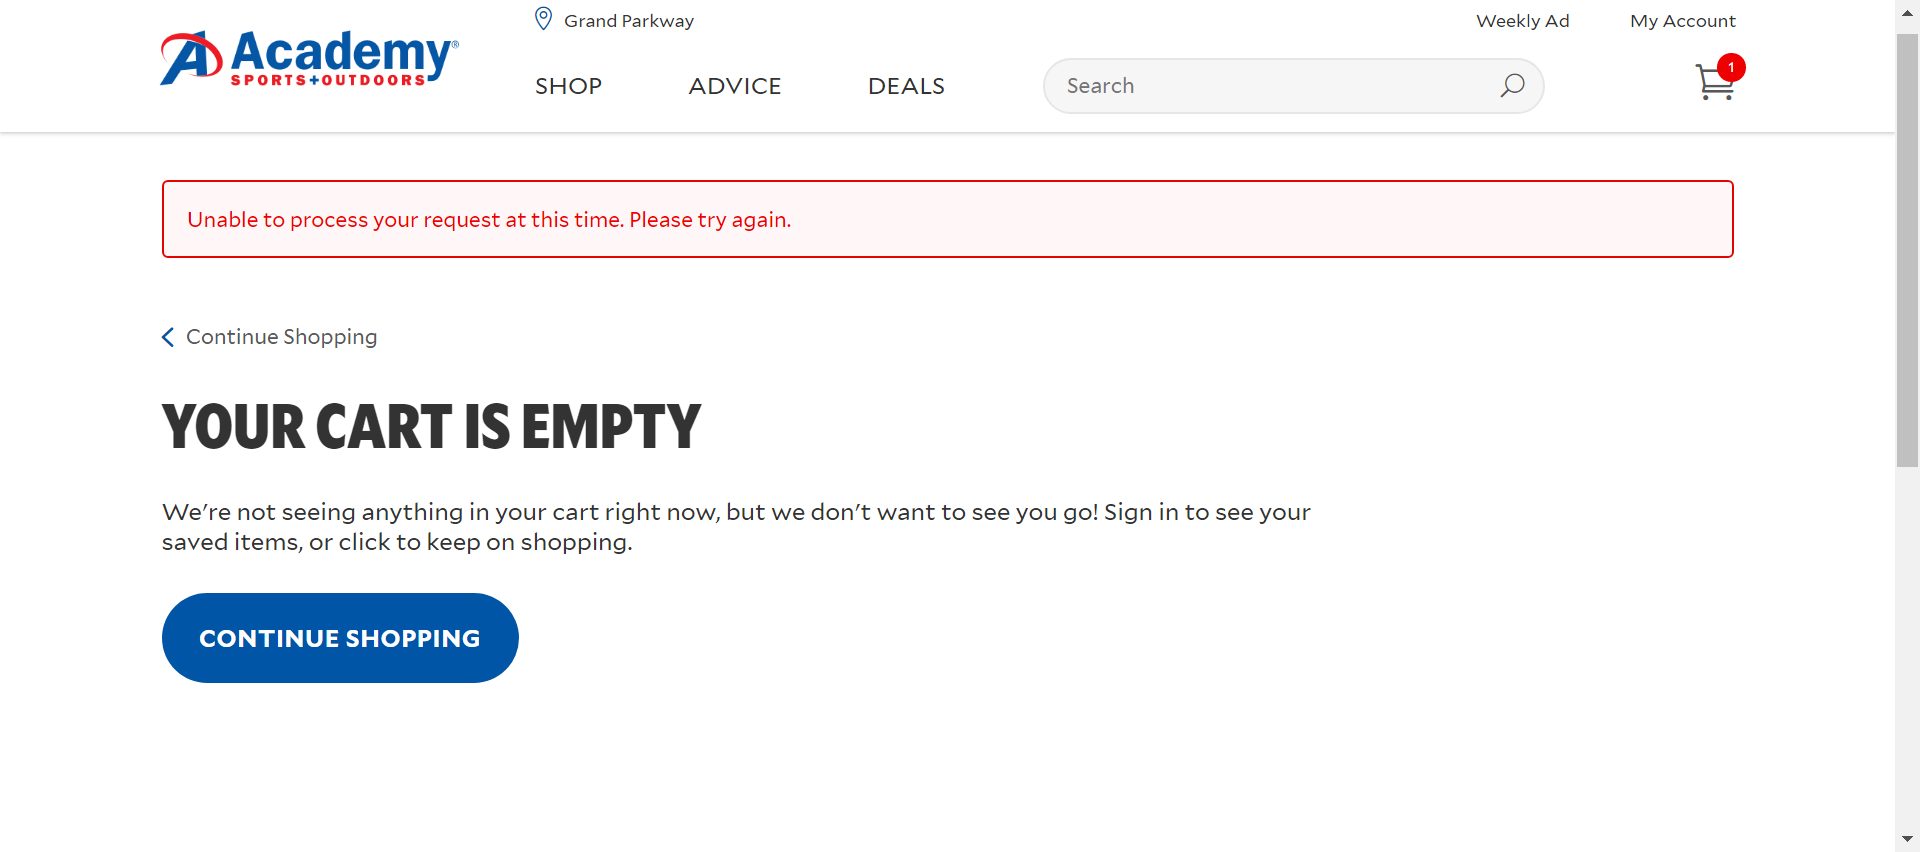 Grand Parkway
Weekly Ad
My Account
Academy®
SPORTS+OUTDOORS
SHOP
ADVICE
DEALS
Search
1
Unable to process your request at this time. Please try again.
Continue Shopping
YOUR CART IS EMPTY
We're not seeing anything in your cart right now, but we don't want to see you go! Sign in to see your
saved items, or click to keep on shopping.
CONTINUE SHOPPING